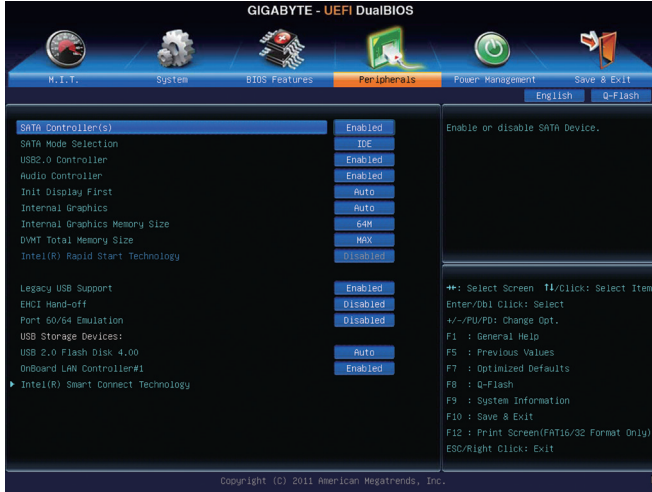 GIGABYTE - UEFI DualBIOS
M.I.T.
System
BIOS Features
Peripherals
Power Management
Save & Exit
English
Q-Flash
SATA Controller(s) Enabled
SATA Mode Selection IDE
USB2.0 Controller Enabled
Audio Controller Enabled
Init Display First Auto
Internal Graphics Auto
Internal Graphics Memory Size 64M
DVMT Total Memory Size MAX
Intel(R) Rapid Start Technology Disabled
Legacy USB Support Enabled
EHCI Hand-off Disabled
Port 60/64 Emulation Disabled
USB Storage Devices:
USB 2.0 Flash Disk 4.00 Auto
OnBoard LAN Controller#1 Enabled
Intel(R) Smart Connect Technology
Enable or disable SATA Device.
→←: Select Screen ↑↓/Click: Select Item
Enter/Dbl Click: Select
+/-/PU/PD: Change Opt.
F1 : General Help
F5 : Previous Values
F7 : Optimized Defaults
F8 : Q-Flash
F9 : System Information
F10 : Save & Exit
F12 : Print Screen(FAT16/32 Format Only)
ESC/Right Click: Exit
Copyright (C) 2011 American Megatrends, Inc.